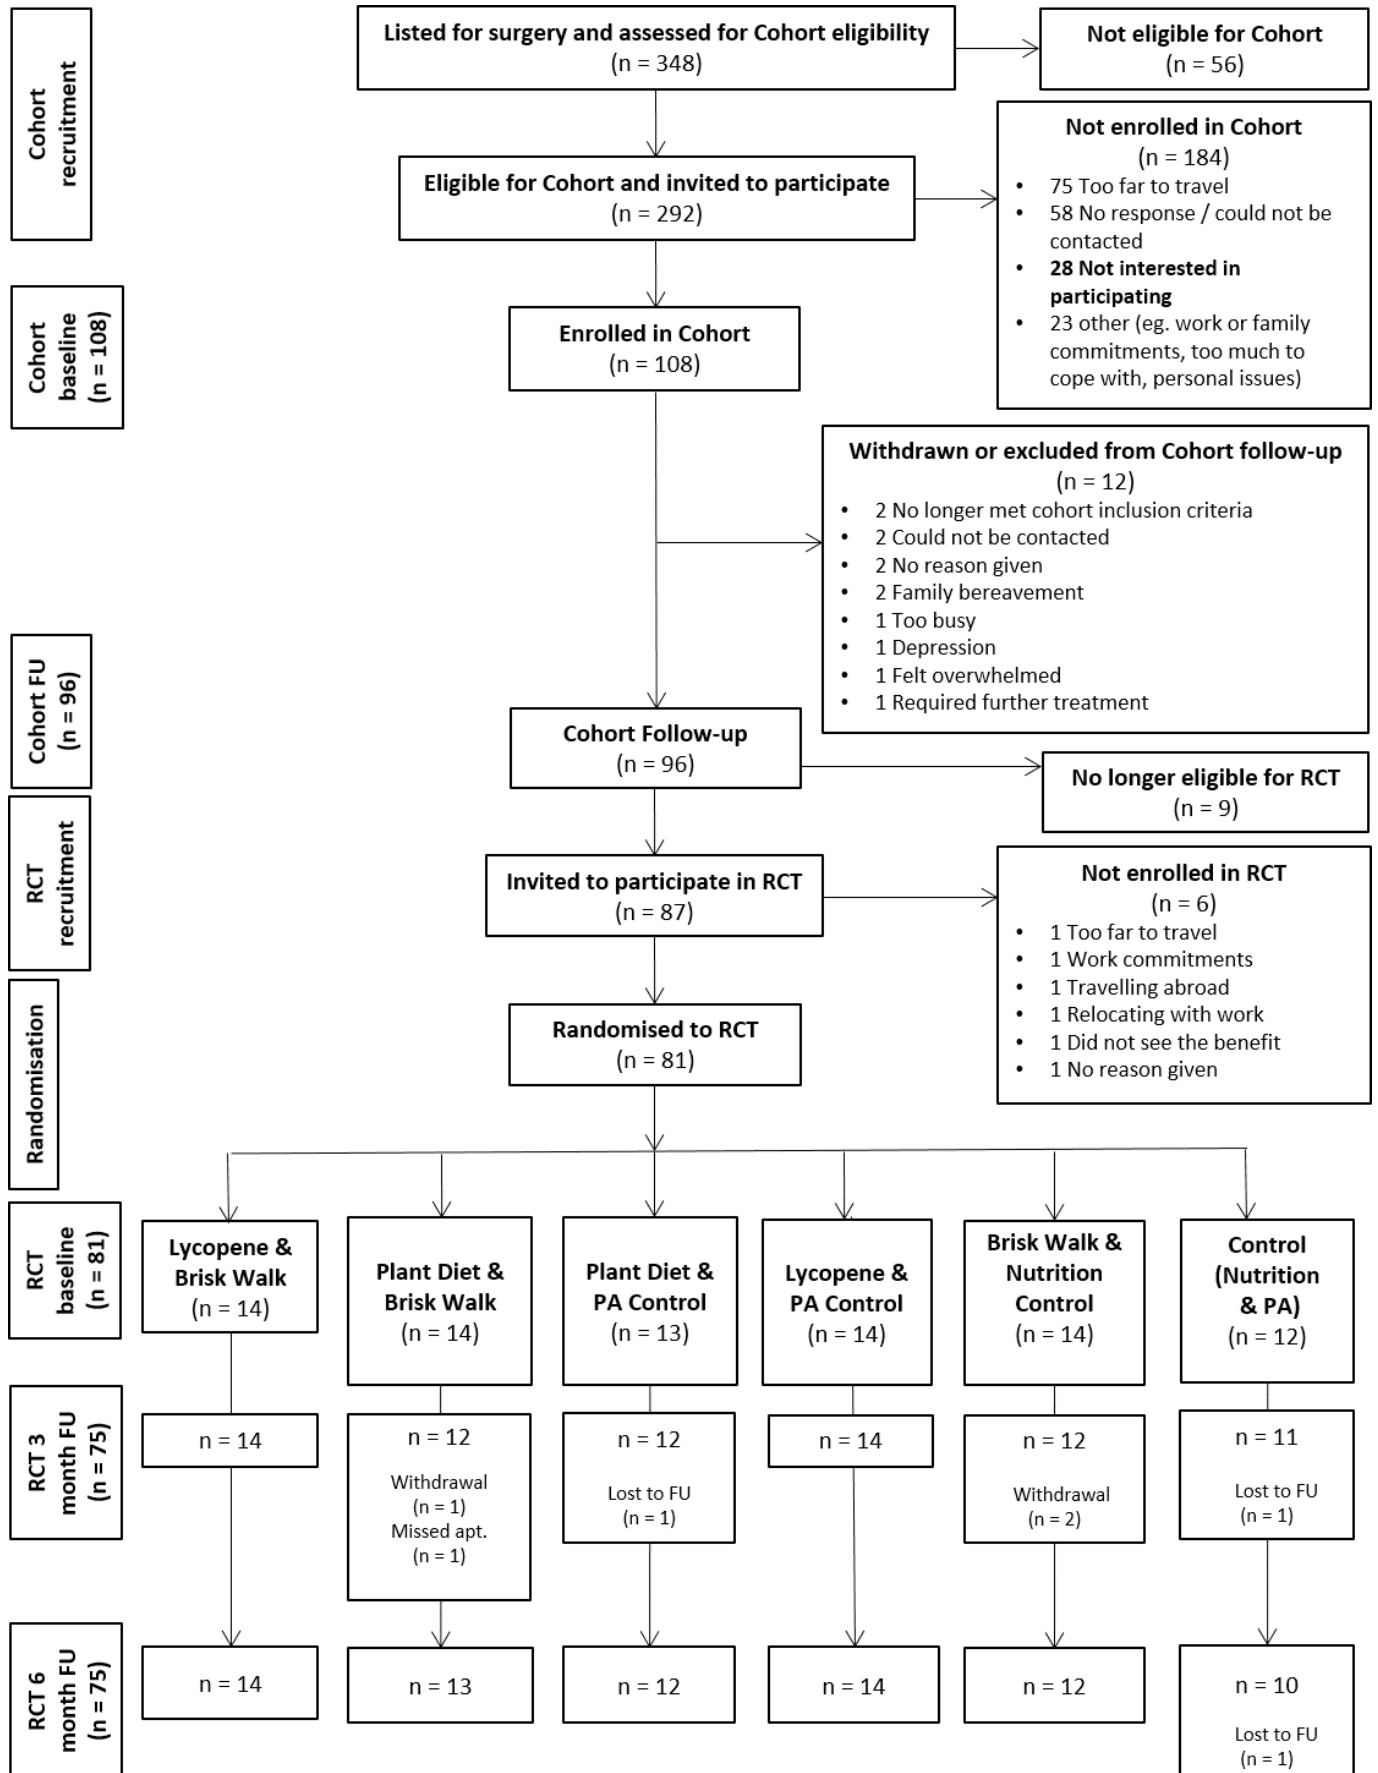 Cohort
recruitment
Listed for surgery and assessed for Cohort eligibility
(n = 348)
Not eligible for Cohort
(n = 56)
Eligible for Cohort and invited to participate
(n = 292)
Not enrolled in Cohort
(n = 184)
• 75 Too far to travel
• 58 No response / could not be
contacted
• 28 Not interested in
participating
• 23 other (eg. work or family
commitments, too much to
cope with, personal issues)
Cohort
baseline
(n = 108)
Enrolled in Cohort
(n = 108)
Withdrawn or excluded from Cohort follow-up
(n = 12)
• 2 No longer met cohort inclusion criteria
• 2 Could not be contacted
• 2 No reason given
• 2 Family bereavement
• 1 Too busy
• 1 Depression
• 1 Felt overwhelmed
• 1 Required further treatment
Cohort FU
(n = 96)
Cohort Follow-up
(n = 96)
No longer eligible for RCT
(n = 9)
RCT
recruitment
Invited to participate in RCT
(n = 87)
Not enrolled in RCT
(n = 6)
• 1 Too far to travel
• 1 Work commitments
• 1 Travelling abroad
• 1 Relocating with work
• 1 Did not see the benefit
• 1 No reason given
Randomisation
Randomised to RCT
(n = 81)
RCT
baseline
(n = 81)
Lycopene &
Brisk Walk
(n = 14)
Plant Diet &
Brisk Walk
(n = 14)
Plant Diet &
PA Control
(n = 13)
Lycopene &
PA Control
(n = 14)
Brisk Walk &
Nutrition
Control
(n = 14)
Control
(Nutrition
& PA)
(n = 12)
RCT 3
month FU
(n = 75)
n = 14
n = 12
Withdrawal
(n = 1)
Missed apt.
(n = 1)
n = 12
Lost to FU
(n = 1)
n = 14
n = 12
Withdrawal
(n = 2)
n = 11
Lost to FU
(n = 1)
RCT 6
month FU
(n = 75)
n = 14
n = 13
n = 12
n = 14
n = 12
n = 10
Lost to FU
(n = 1)